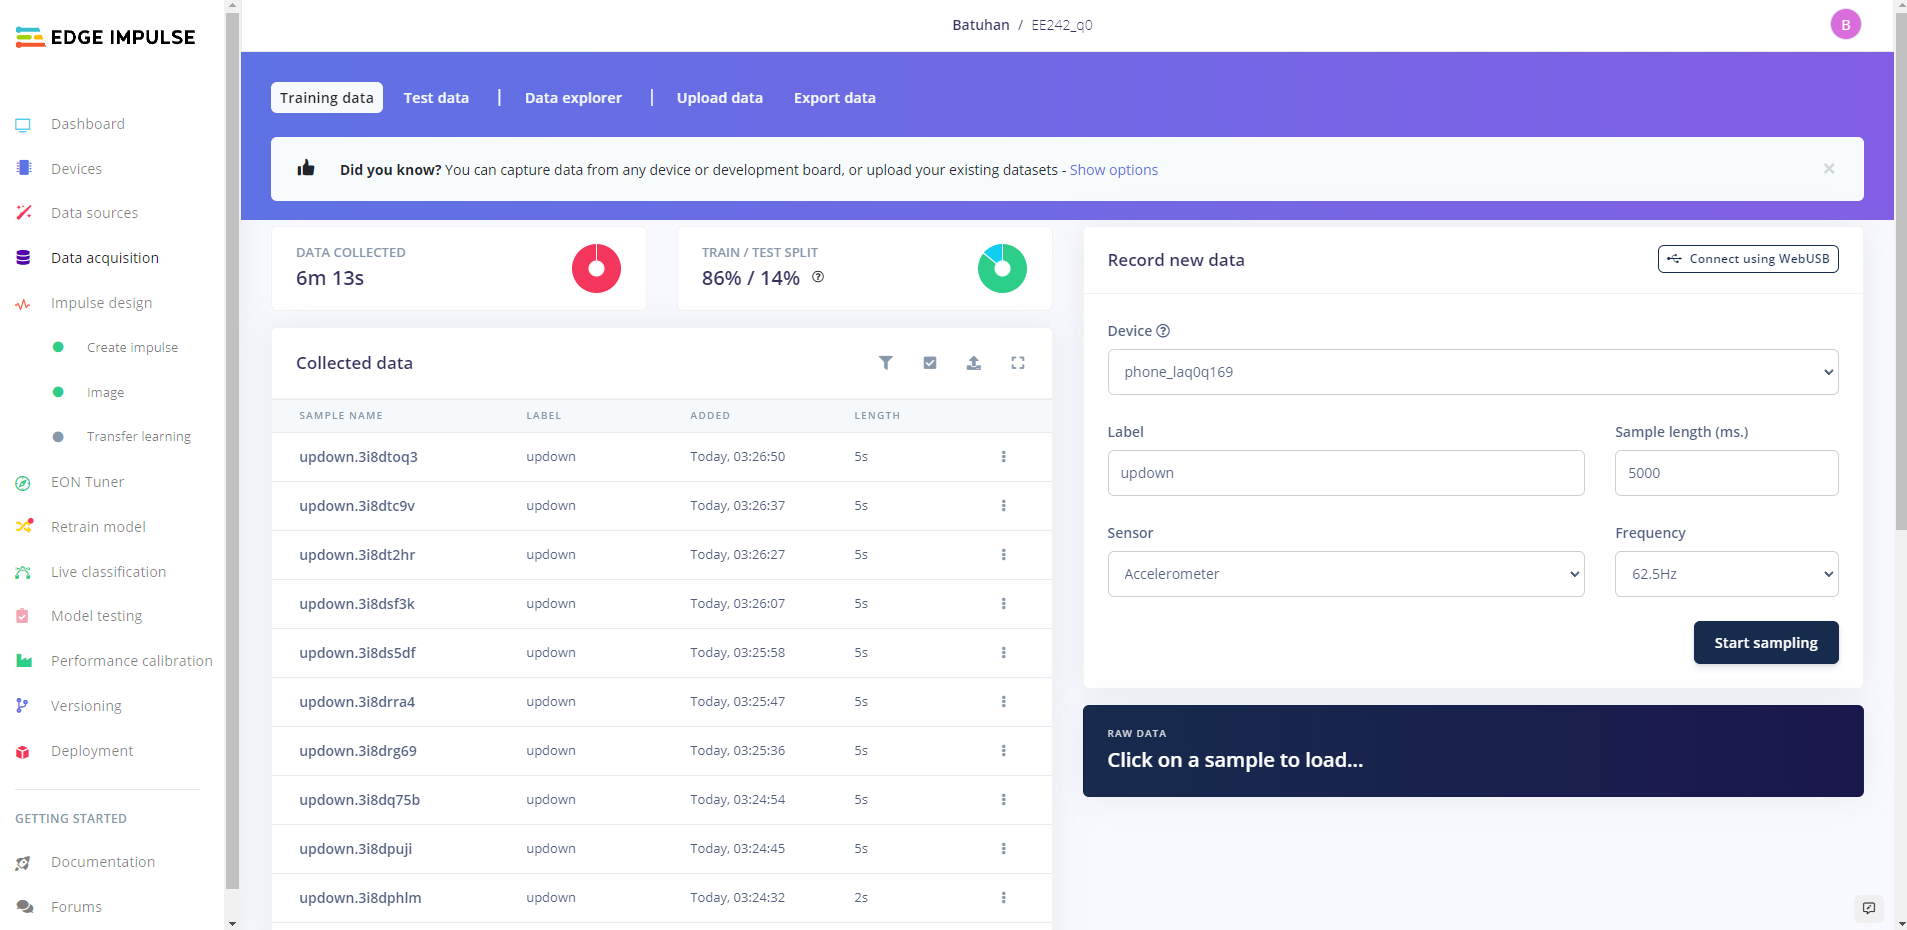 EDGE IMPULSE
Batuhan / EE242_q0
B
Dashboard
Devices
Data sources
Data acquisition
Impulse design
Create impulse
Image
Transfer learning
EON Tuner
Retrain model
Live classification
Model testing
Performance calibration
Versioning
Deployment
GETTING STARTED
Documentation
Forums
Training data Test data | Data explorer | Upload data Export data
Did you know? You can capture data from any device or development board, or upload your existing datasets - Show options
DATA COLLECTED
6m 13s
TRAIN / TEST SPLIT
86% / 14%
Collected data
SAMPLE NAME LABEL ADDED LENGTH
updown.3i8dtoq3 updown Today, 03:26:50 5s
updown.3i8dtc9v updown Today, 03:26:37 5s
updown.3i8dt2hr updown Today, 03:26:27 5s
updown.3i8dsf3k updown Today, 03:26:07 5s
updown.3i8ds5df updown Today, 03:25:58 5s
updown.3i8drra4 updown Today, 03:25:47 5s
updown.3i8drg69 updown Today, 03:25:36 5s
updown.3i8dq75b updown Today, 03:24:54 5s
updown.3i8dpuji updown Today, 03:24:45 5s
updown.3i8dphlm updown Today, 03:24:32 2s
Record new data
Connect using WebUSB
Device
phone_laq0q169
Label
updown
Sample length (ms.)
5000
Sensor
Accelerometer
Frequency
62.5Hz
Start sampling
RAW DATA
Click on a sample to load...